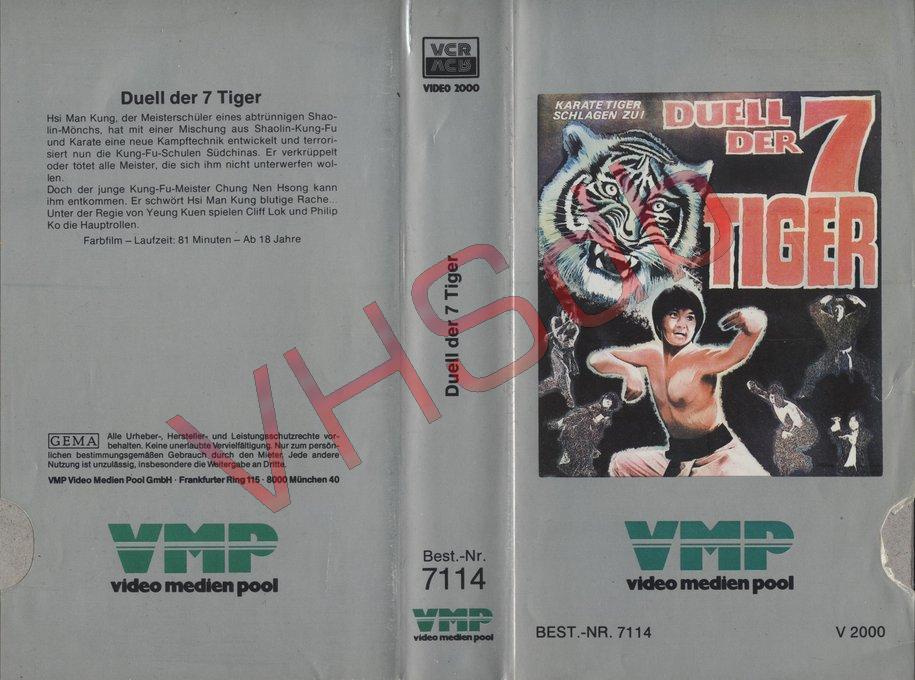 Duell der 7 Tiger
Hsi Man Kung, der Meisterschüler eines abtrünnigen Shao-
lin-Mönchs, hat mit einer Mischung aus Shaolin-Kung-Fu
und Karate eine neue Kampftechnik entwickelt und terrori-
siert nun die Kung-Fu-Schulen Südchinas. Er verkrüppelt
oder tötet alle Meister, die sich ihm nicht unterwerfen wol-
len.
Doch der junge Kung-Fu-Meister Chung Nen Hsong kann
ihm entkommen. Er schwört Hsi Man Kung blutige Rache...
Unter der Regie von Yeung Kuen spielen Cliff Lok und Philip
Ko die Hauptrollen.
Farbfilm – Laufzeit: 81 Minuten – Ab 18 Jahre
GEMA
Alle Urheber-, Hersteller- und Leistungsschutzrechte vor-
behalten. Keine unerlaubte Vervielfältigung. Nur zum persön-
lichen bestimmungsgemäßen Gebrauch durch den Mieter. Jede andere
Nutzung ist unzulässig, insbesondere die Weitergabe an Dritte.
VMP Video Medien Pool GmbH · Frankfurter Ring 115 · 8000 München 40
VMP
video medien pool
VCR
VIDEO 2000
Duell der 7 Tiger
Best.-Nr.
7114
VMP
video medien pool
KARATE TIGER
SCHLAGEN ZU!
DUELL
DER 7
TIGER
VMP
video medien pool
BEST.-NR. 7114
V 2000